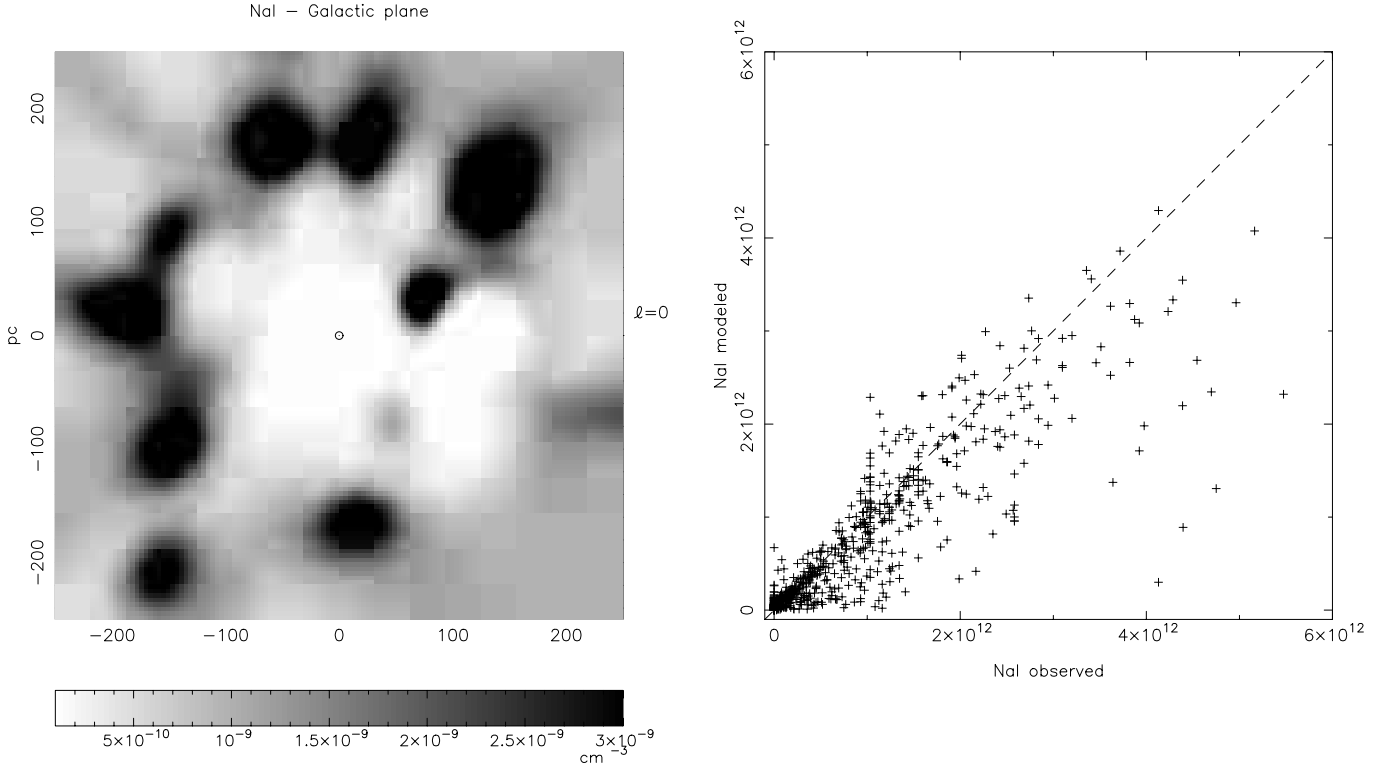 NaI − Galactic plane
pc
200
100
0
−100
−200
−200 −100 0 100 200
ℓ=0
5×10⁻¹⁰ 10⁻⁹ 1.5×10⁻⁹ 2×10⁻⁹ 2.5×10⁻⁹ 3×10⁻⁹
cm⁻³
NaI modeled
6×10¹²
4×10¹²
2×10¹²
0
0 2×10¹² 4×10¹² 6×10¹²
NaI observed